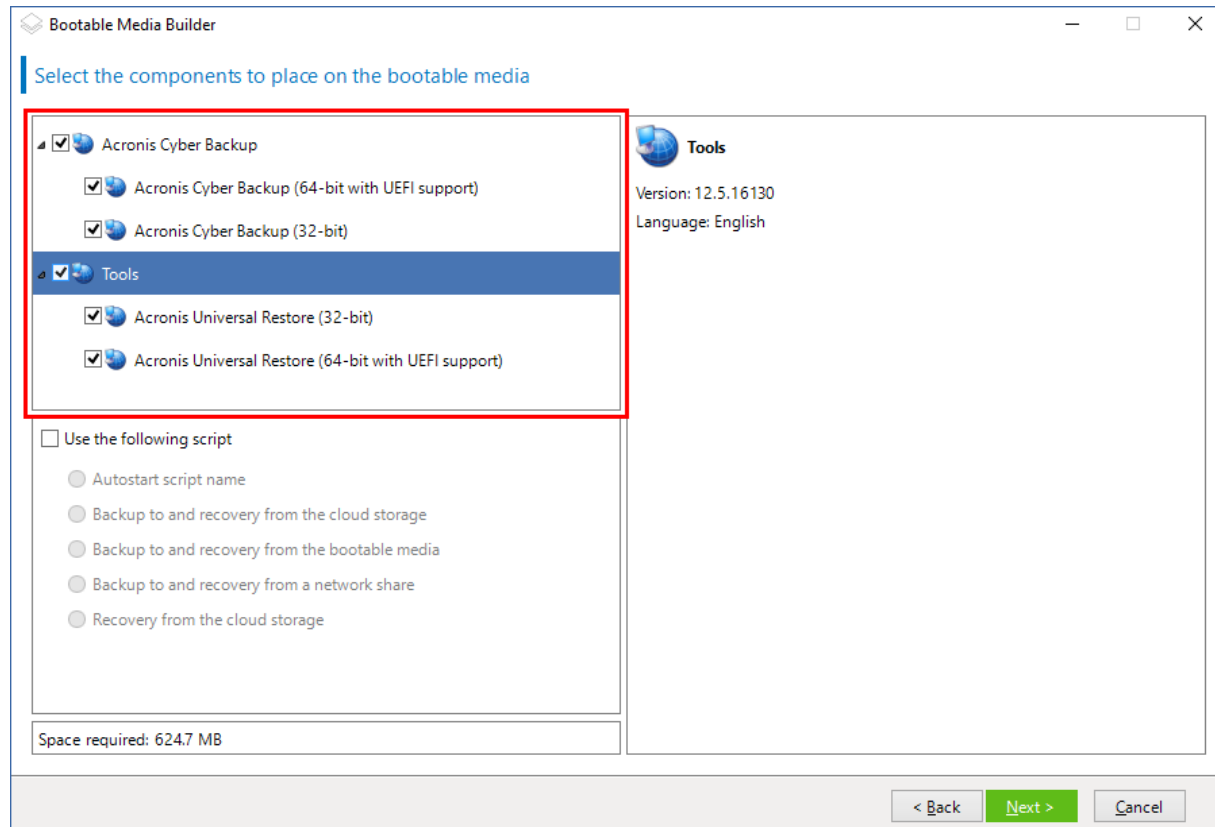 Bootable Media Builder
Select the components to place on the bootable media
Acronis Cyber Backup
Acronis Cyber Backup (64-bit with UEFI support)
Acronis Cyber Backup (32-bit)
Tools
Acronis Universal Restore (32-bit)
Acronis Universal Restore (64-bit with UEFI support)
Tools
Version: 12.5.16130
Language: English
Use the following script
Autostart script name
Backup to and recovery from the cloud storage
Backup to and recovery from the bootable media
Backup to and recovery from a network share
Recovery from the cloud storage
Space required: 624.7 MB
< Back
Next >
Cancel